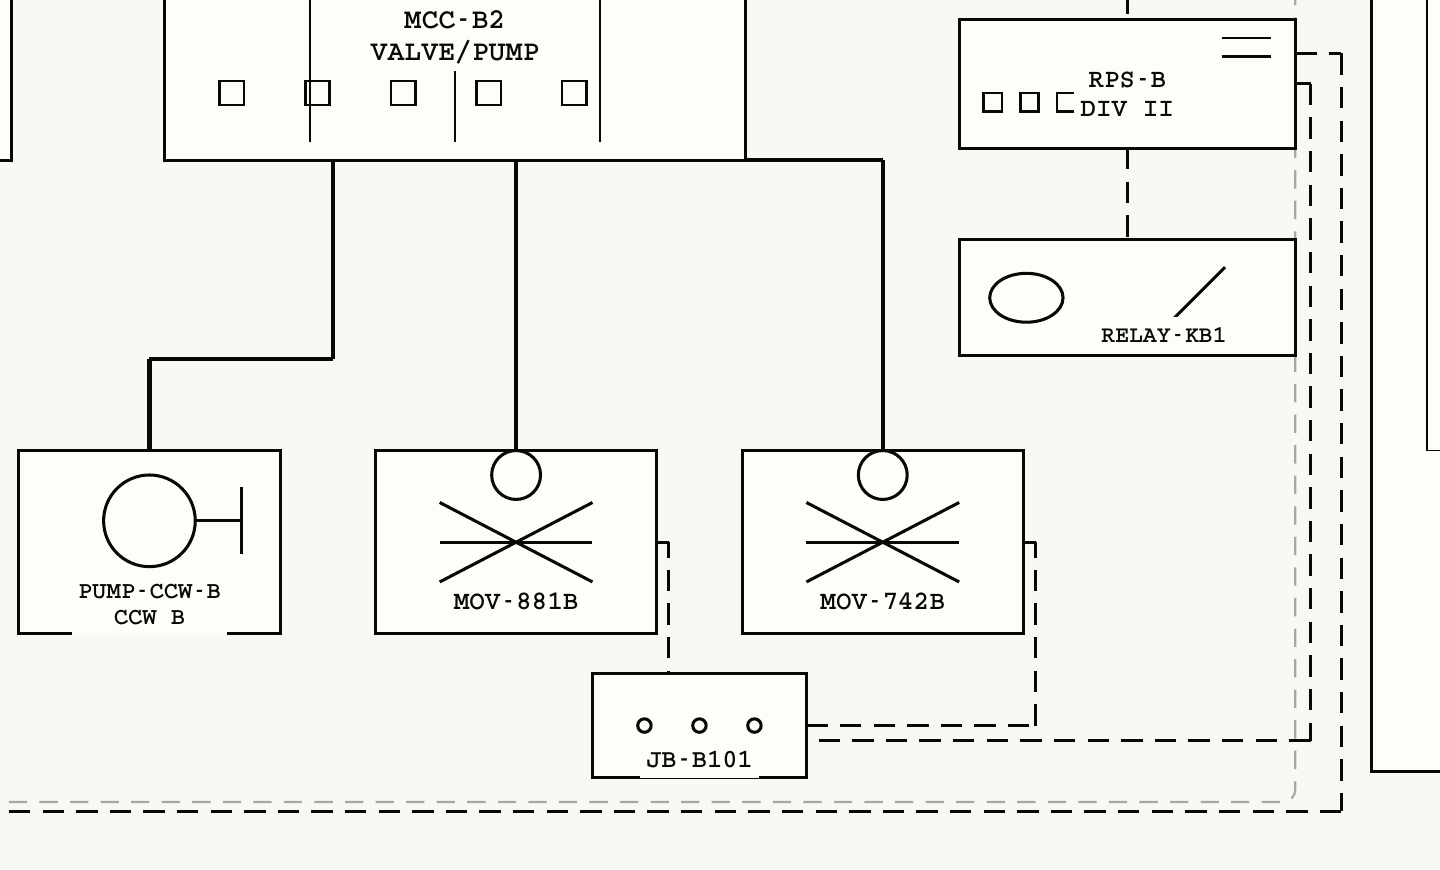 MCC-B2
VALVE/PUMP
RPS-B
DIV II
RELAY-KB1
PUMP-CCW-B
CCW B
MOV-881B
MOV-742B
JB-B101